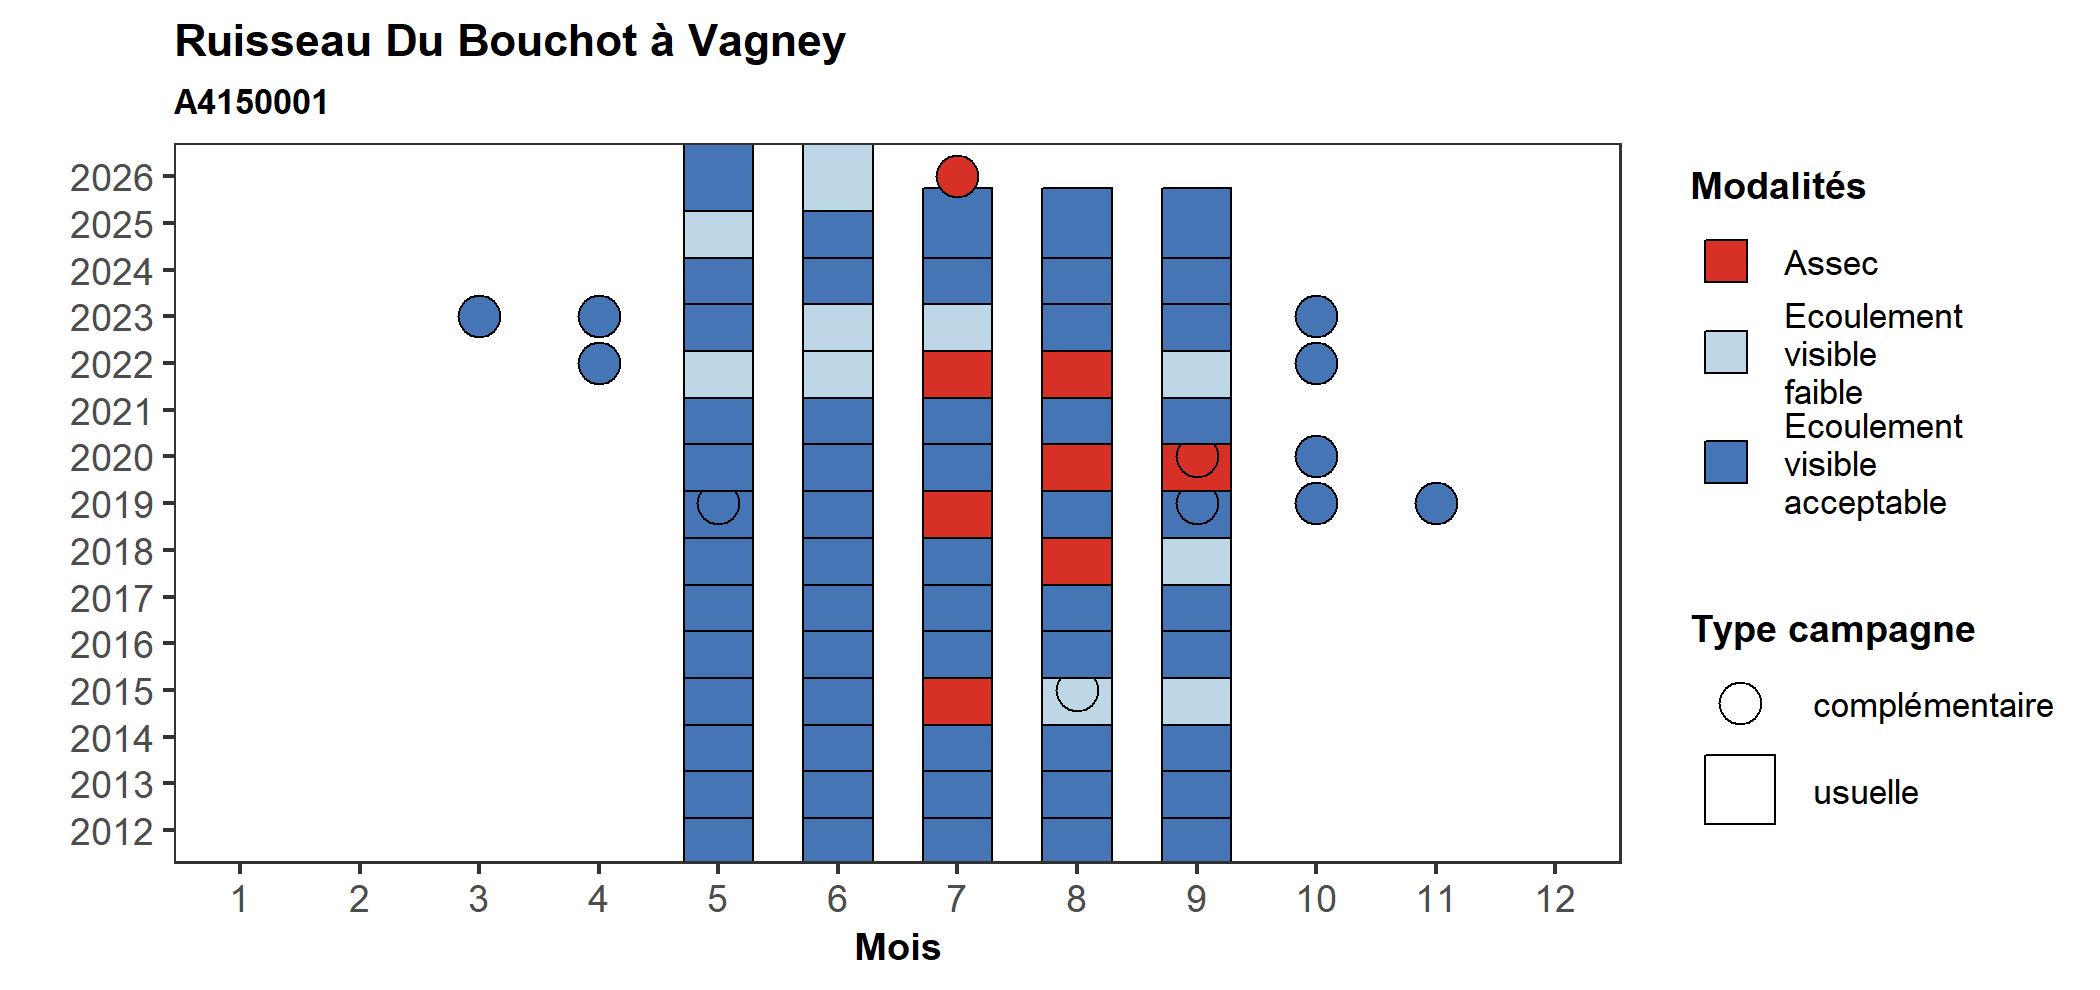 Ruisseau Du Bouchot à Vagney
A4150001
2026
2025
2024
2023
2022
2021
2020
2019
2018
2017
2016
2015
2014
2013
2012
1 2 3 4 5 6 7 8 9 10 11 12
Mois
Modalités
Assec
Ecoulement
visible
faible
Ecoulement
visible
acceptable
Type campagne
complémentaire
usuelle